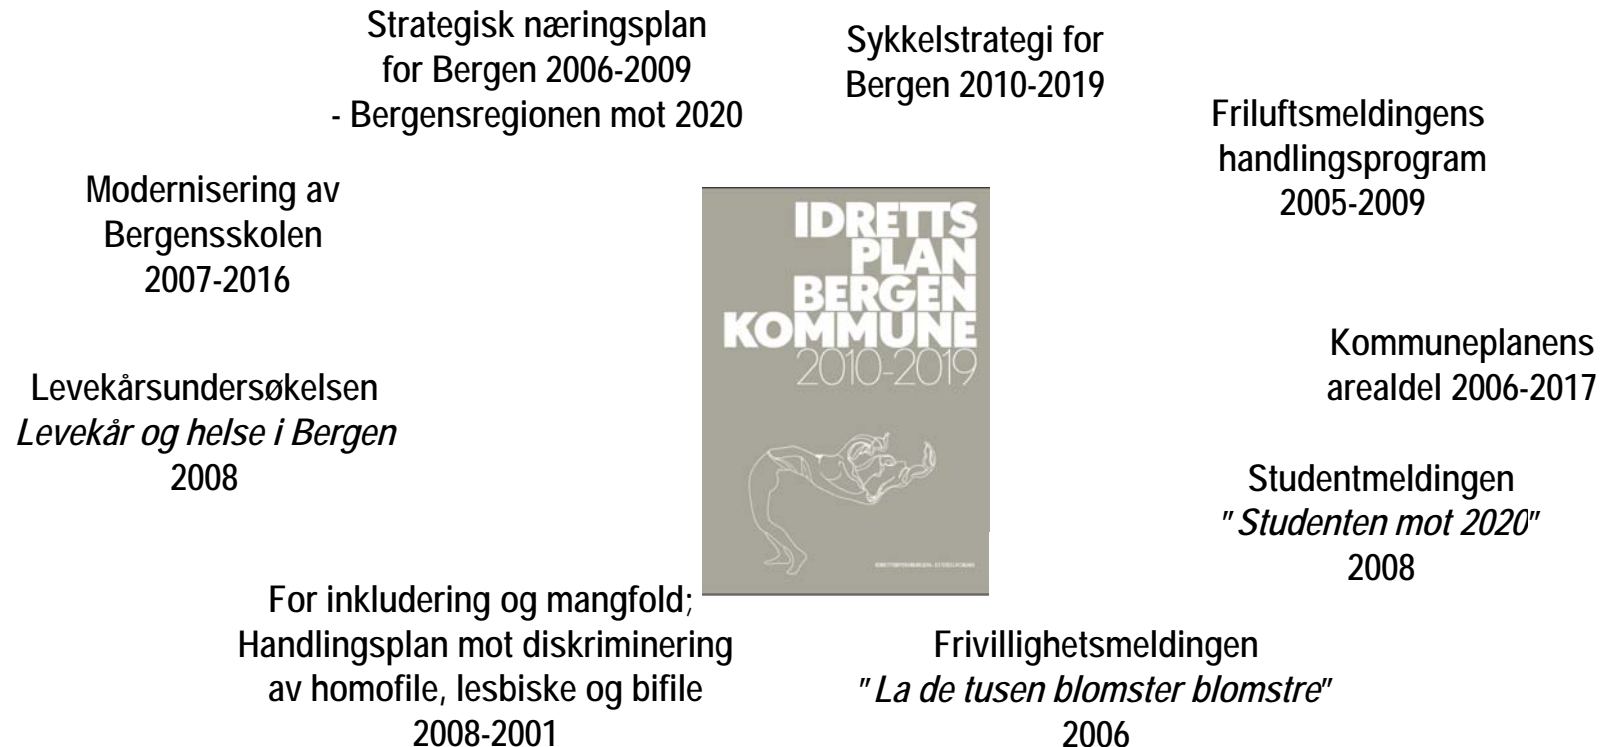 Strategisk næringsplan
for Bergen 2006-2009
- Bergensregionen mot 2020
Sykkelstrategi for
Bergen 2010-2019
Friluftsmeldingens
handlingsprogram
2005-2009
Modernisering av
Bergensskolen
2007-2016
IDRETTS
PLAN
BERGEN
KOMMUNE
2010-2019
Kommuneplanens
arealdel 2006-2017
Levekårsundersøkelsen
Levekår og helse i Bergen
2008
Studentmeldingen
"Studenten mot 2020"
2008
For inkludering og mangfold;
Handlingsplan mot diskriminering
av homofile, lesbiske og bifile
2008-2001
Frivillighetsmeldingen
"La de tusen blomster blomstre"
2006